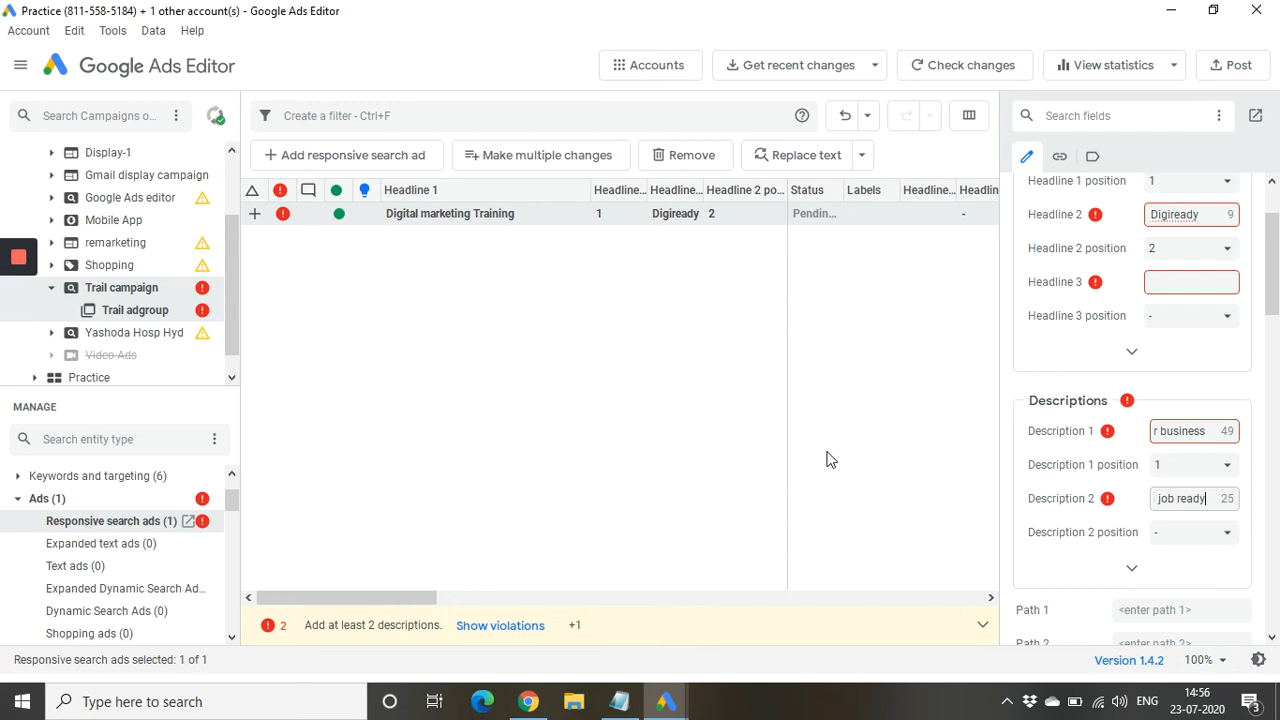 Practice (811-558-5184) + 1 other account(s) - Google Ads Editor
Account Edit Tools Data Help
Google Ads Editor
Accounts
Get recent changes
Check changes
View statistics
Post
Search Campaigns o...
Create a filter - Ctrl+F
Search fields
Add responsive search ad
Make multiple changes
Remove
Replace text
Display-1
Gmail display campaign
Google Ads editor
Mobile App
remarketing
Shopping
Trail campaign
Trail adgroup
Yashoda Hosp Hyd
Video Ads
Practice
MANAGE
Search entity type
Keywords and targeting (6)
Ads (1)
Responsive search ads (1)
Expanded text ads (0)
Text ads (0)
Expanded Dynamic Search Ad...
Dynamic Search Ads (0)
Shopping ads (0)
Headline 1 Headline... Headline... Headline 2 po... Status Labels Headline... Headlin
Digital marketing Training 1 Digiready 2 Pendin... -
2 Add at least 2 descriptions. Show violations +1
Headline 1 position 1
Headline 2 Digiready 9
Headline 2 position 2
Headline 3
Headline 3 position -
Descriptions
Description 1 r business 49
Description 1 position 1
Description 2 job ready 25
Description 2 position -
Path 1 <enter path 1>
Path 2 <enter path 2>
Responsive search ads selected: 1 of 1
Version 1.4.2
100%
Type here to search
ENG
14:56
23-07-2020
3